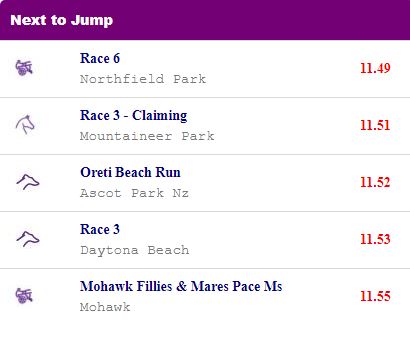 Next to Jump
Race 6
Northfield Park
11.49
Race 3 - Claiming
Mountaineer Park
11.51
Oreti Beach Run
Ascot Park Nz
11.52
Race 3
Daytona Beach
11.53
Mohawk Fillies & Mares Pace Ms
Mohawk
11.55